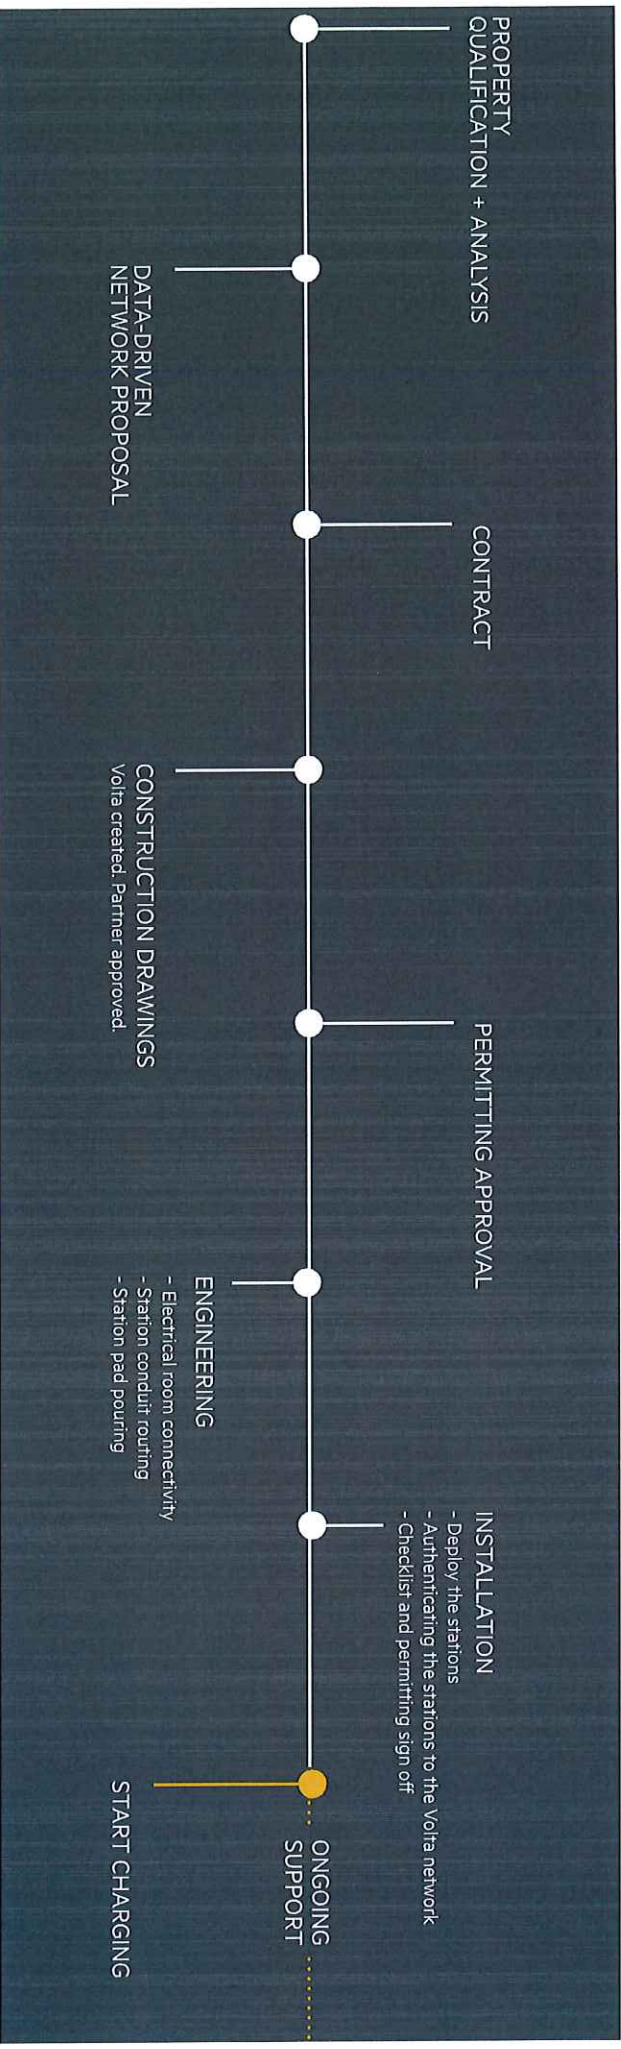 PROPERTY
QUALIFICATION + ANALYSIS
DATA-DRIVEN
NETWORK PROPOSAL
CONTRACT
CONSTRUCTION DRAWINGS
Volta created. Partner approved.
PERMITTING APPROVAL
ENGINEERING
- Electrical room connectivity
- Station conduit routing
- Station pad pouring
INSTALLATION
- Deploy the stations
- Authenticating the stations to the Volta network
- Checklist and permitting sign off
START CHARGING
ONGOING
SUPPORT